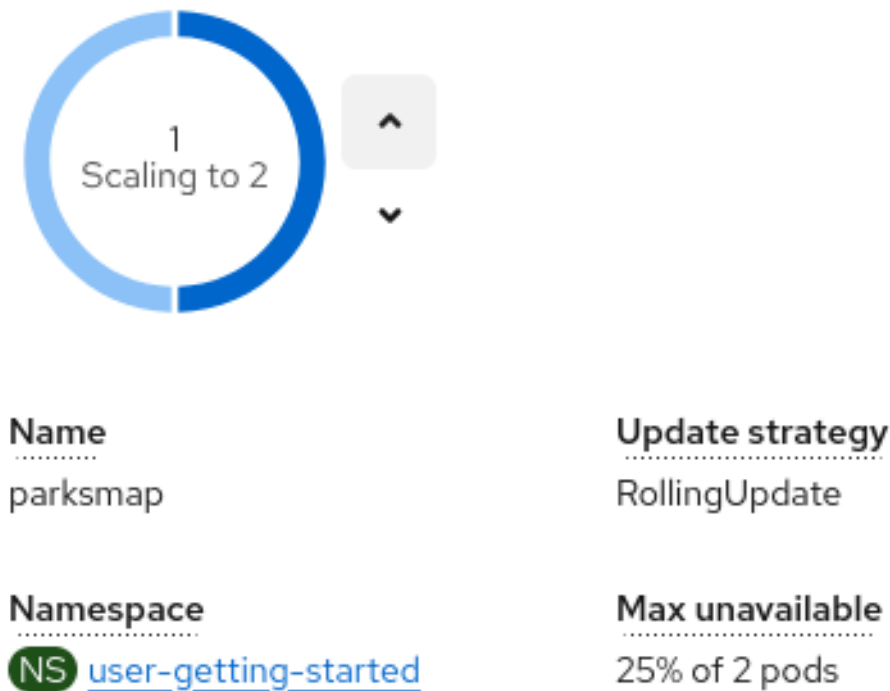 1
Scaling to 2
Name
parksmap
Update strategy
RollingUpdate
Namespace
NS user-getting-started
Max unavailable
25% of 2 pods